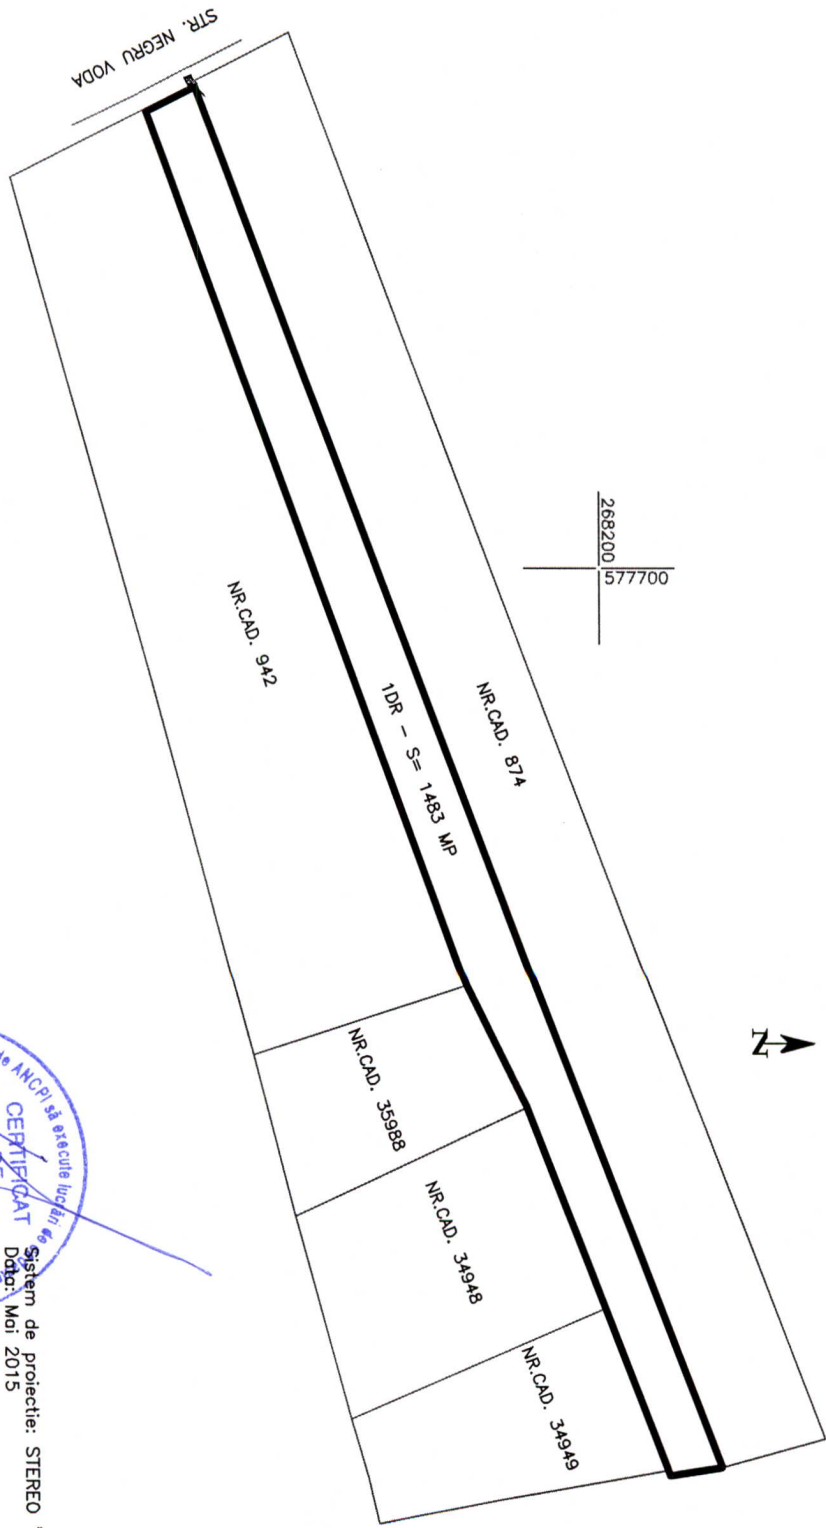 STR. NEGRU VODA
268200
577700
NR.CAD. 942
1DR - S= 1483 MP
NR.CAD. 874
N
NR.CAD. 35988
NR.CAD. 34948
NR.CAD. 34949
ANCPI să execute lucrări de
CERTIFICAT
Sistem de proiectie: STEREO
Data: Mai 2015